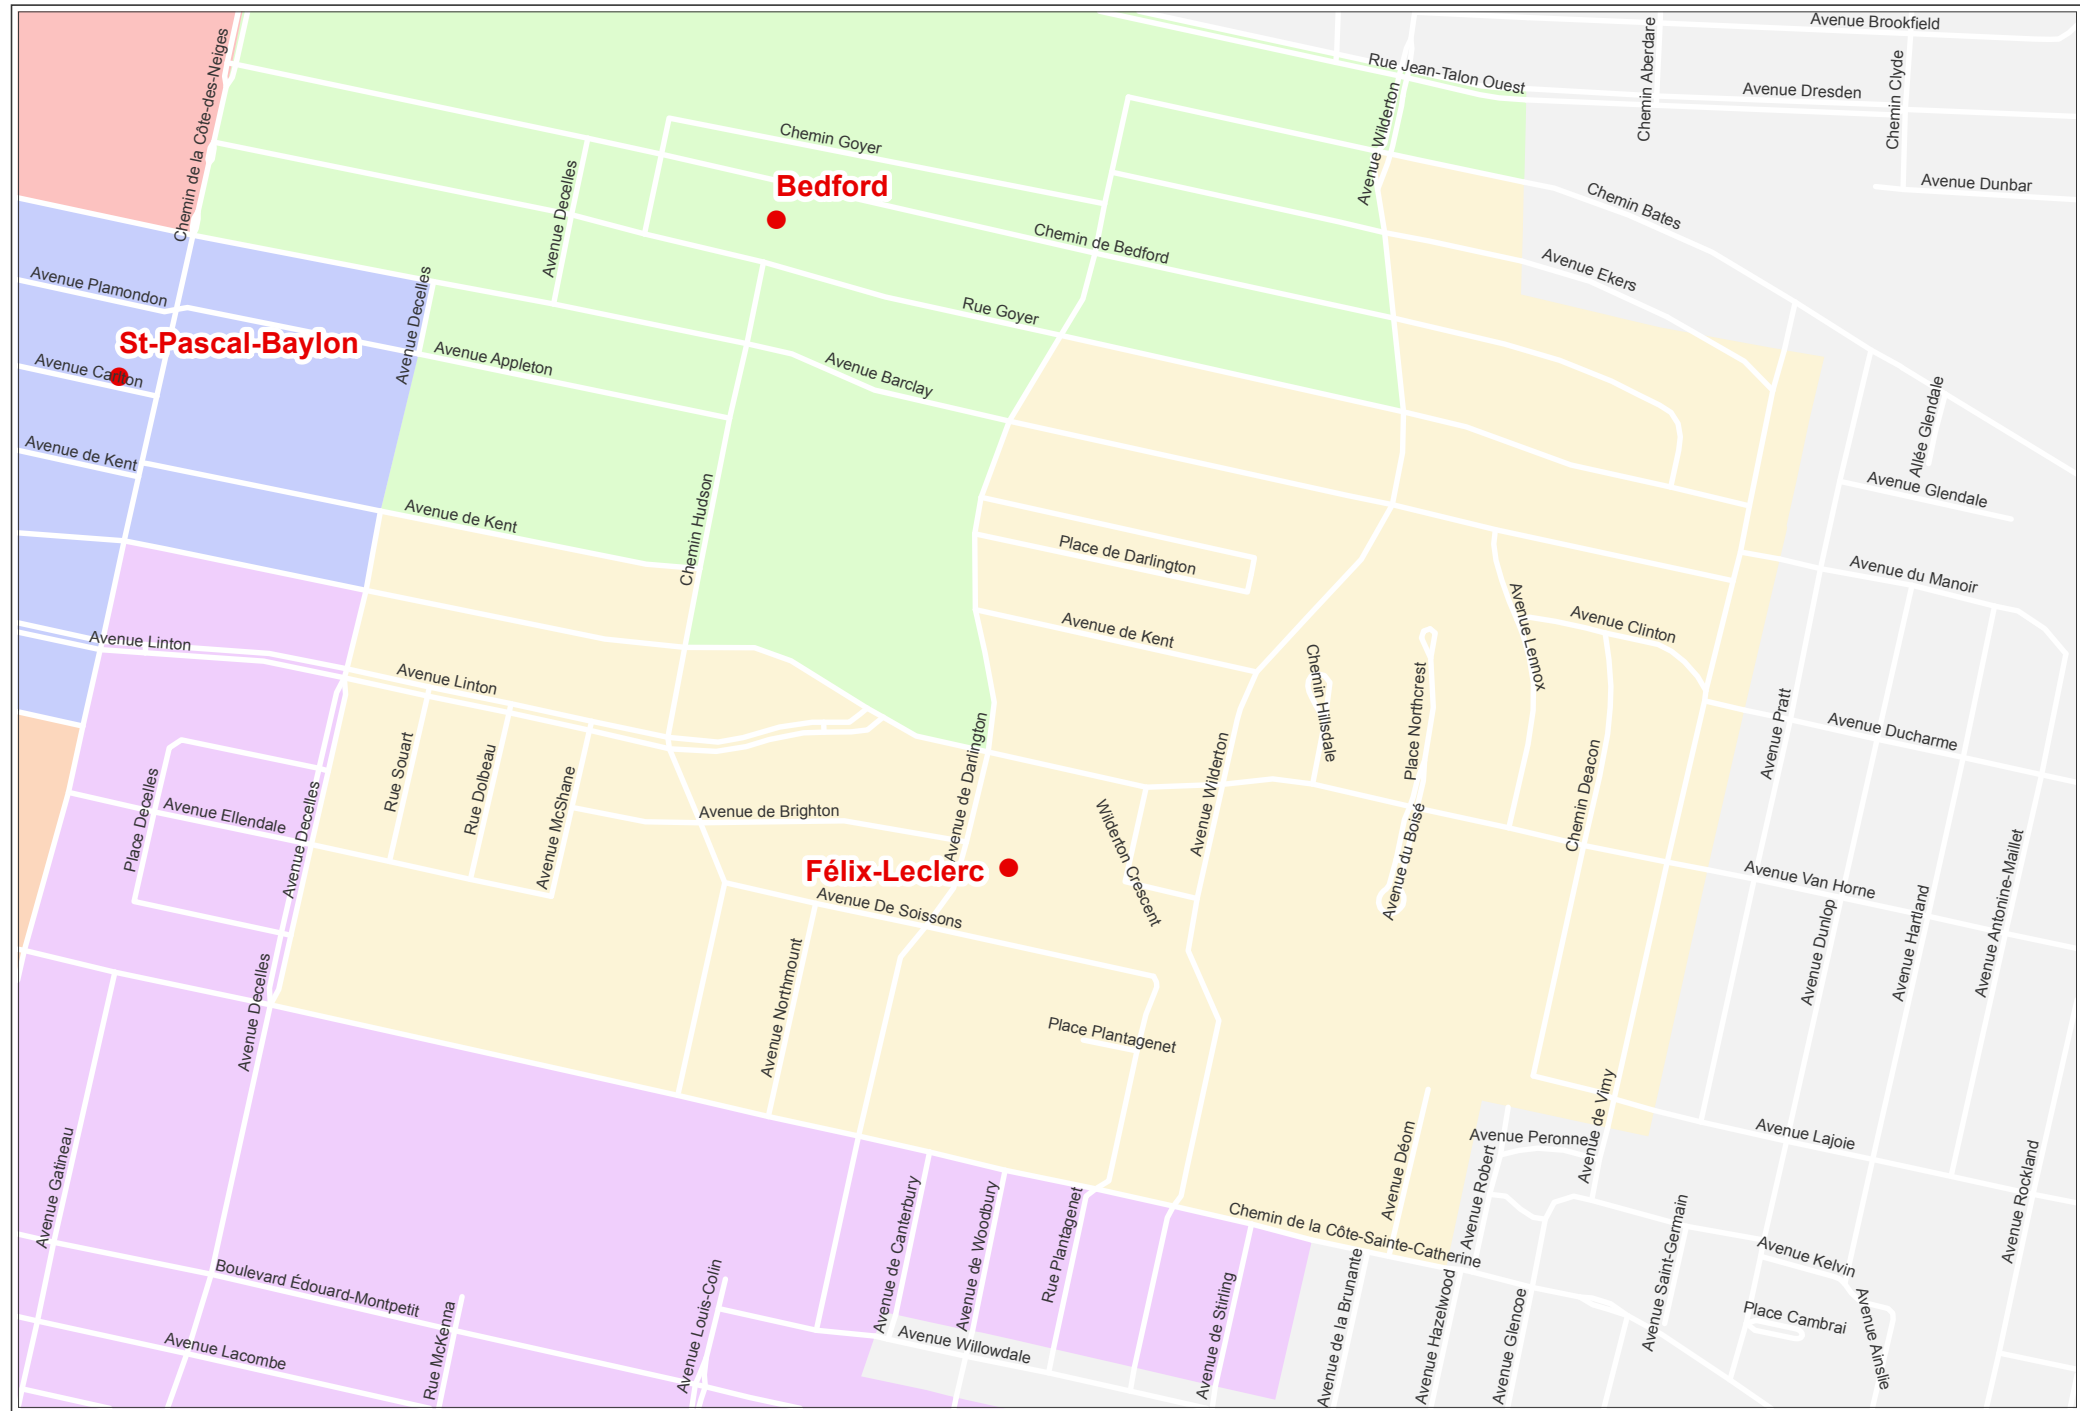 Avenue Brookfield
Chemin de la Côte-des-Neiges
Rue Jean-Talon Ouest
Chemin Aberdare
Avenue Dresden
Chemin Clyde
Chemin Goyer
Avenue Wilderton
Avenue Decelles
Bedford
Avenue Dunbar
Chemin Bates
Chemin de Bedford
Avenue Ekers
Avenue Plamondon
Avenue Decelles
Rue Goyer
St-Pascal-Baylon
Avenue Carlton
Avenue Appleton
Avenue Barclay
Allée Glendale
Avenue de Kent
Avenue Glendale
Avenue de Kent
Chemin Hudson
Place de Darlington
Avenue du Manoir
Avenue de Kent
Avenue Lennox
Avenue Clinton
Avenue Linton
Avenue Linton
Chemin Hillsdale
Place Northcrest
Avenue Pratt
Avenue Ducharme
Rue Souart
Rue Dolbeau
Avenue McShane
Avenue de Darlington
Avenue Wilderton
Chemin Deacon
Place Decelles
Avenue Ellendale
Avenue Decelles
Avenue de Brighton
Wilderton Crescent
Avenue du Boisé
Félix-Leclerc
Avenue Van Horne
Avenue De Soissons
Avenue Dunlop
Avenue Hartland
Avenue Antonine-Maillet
Avenue Decelles
Avenue Northmount
Place Plantagenet
Avenue de Vimy
Avenue Peronne
Avenue Lajoie
Avenue Déom
Avenue Robert
Avenue Gatineau
Avenue de Canterbury
Avenue de Woodbury
Rue Plantagenet
Chemin de la Côte-Sainte-Catherine
Avenue Saint-Germain
Avenue Rockland
Avenue Kelvin
Boulevard Édouard-Montpetit
Avenue Louis-Colin
Rue McKenna
Avenue de Stirling
Avenue de la Brunante
Avenue Hazelwood
Avenue Glencoe
Place Cambrai
Avenue Ainslie
Avenue Lacombe
Avenue Willowdale